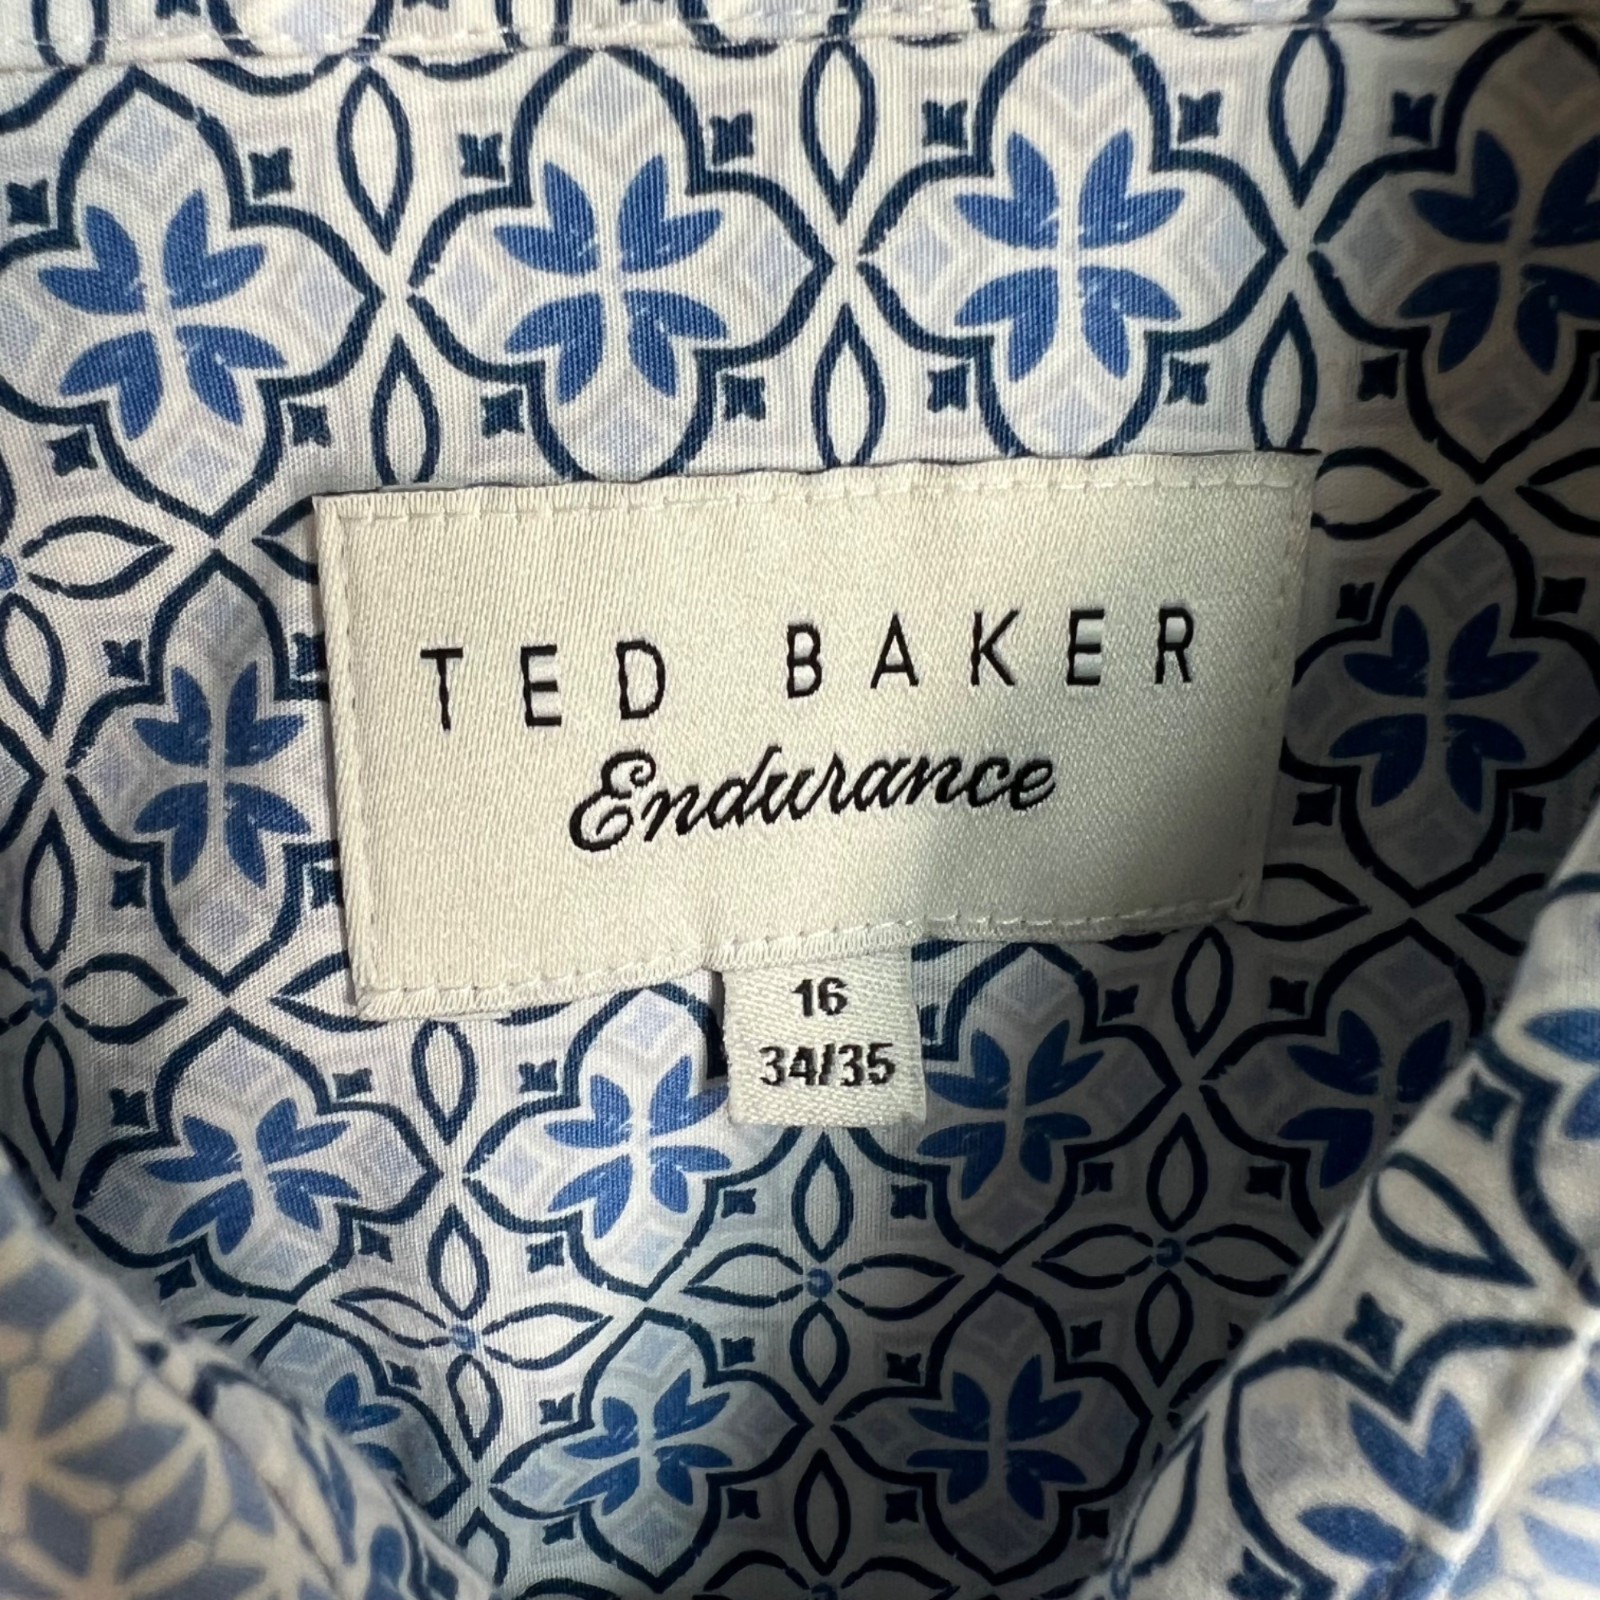 TED BAKER
Endurance
16
34/35